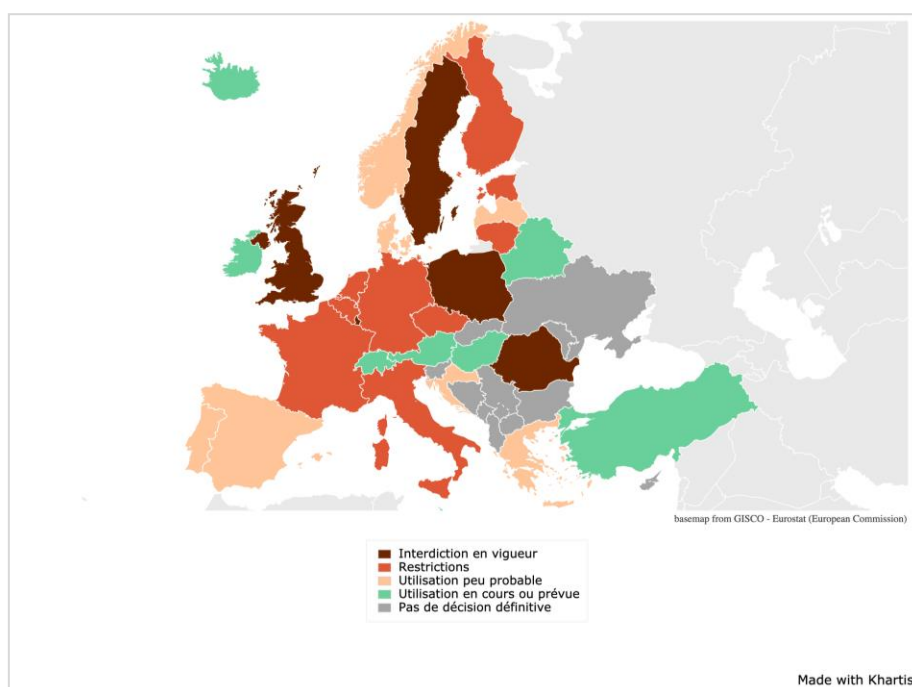 basemap from GISCO - Eurostat (European Commission)
Interdiction en vigueur
Restrictions
Utilisation peu probable
Utilisation en cours ou prévue
Pas de décision définitive
Made with Khartis